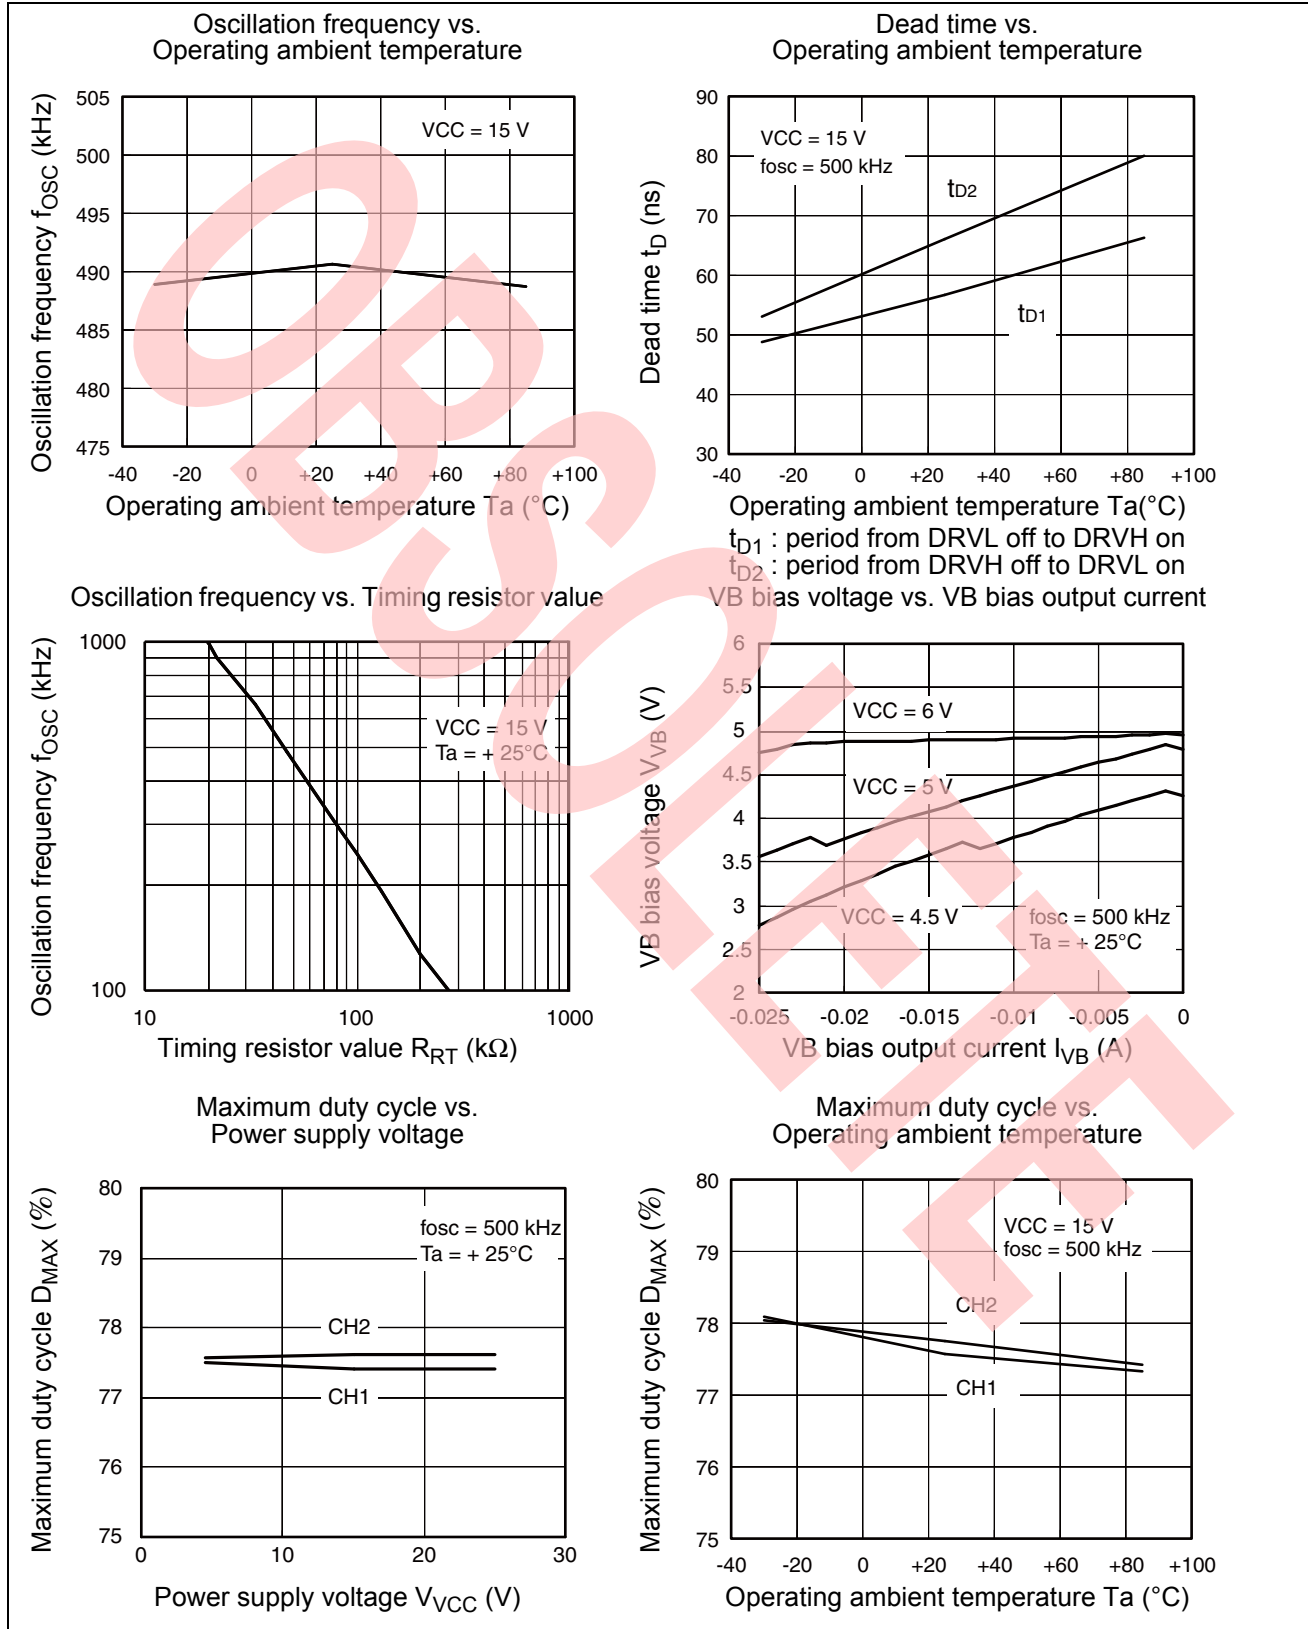 Oscillation frequency vs.
Operating ambient temperature
Oscillation frequency fOSC (kHz)
505
500
495
490
485
480
475
VCC = 15 V
-40 -20 0 +20 +40 +60 +80 +100
Operating ambient temperature Ta (°C)
Dead time vs.
Operating ambient temperature
Dead time tD (ns)
90
80
70
60
50
40
30
VCC = 15 V
fosc = 500 kHz
tD2
tD1
-40 -20 0 +20 +40 +60 +80 +100
Operating ambient temperature Ta(°C)
tD1 : period from DRVL off to DRVH on
tD2 : period from DRVH off to DRVL on
Oscillation frequency vs. Timing resistor value
Oscillation frequency fOSC (kHz)
1000
100
VCC = 15 V
Ta = + 25°C
10 100 1000
Timing resistor value RRT (kΩ)
VB bias voltage vs. VB bias output current
VB bias voltage VVB (V)
6
5.5
5
4.5
4
3.5
3
2.5
2
VCC = 6 V
VCC = 5 V
VCC = 4.5 V
fosc = 500 kHz
Ta = + 25°C
-0.025 -0.02 -0.015 -0.01 -0.005 0
VB bias output current IVB (A)
Maximum duty cycle vs.
Power supply voltage
Maximum duty cycle DMAX (%)
80
79
78
77
76
75
fosc = 500 kHz
Ta = + 25°C
CH2
CH1
0 10 20 30
Power supply voltage VVCC (V)
Maximum duty cycle vs.
Operating ambient temperature
Maximum duty cycle DMAX (%)
80
79
78
77
76
75
VCC = 15 V
fosc = 500 kHz
CH2
CH1
-40 -20 0 +20 +40 +60 +80 +100
Operating ambient temperature Ta (°C)
OBSOLETE